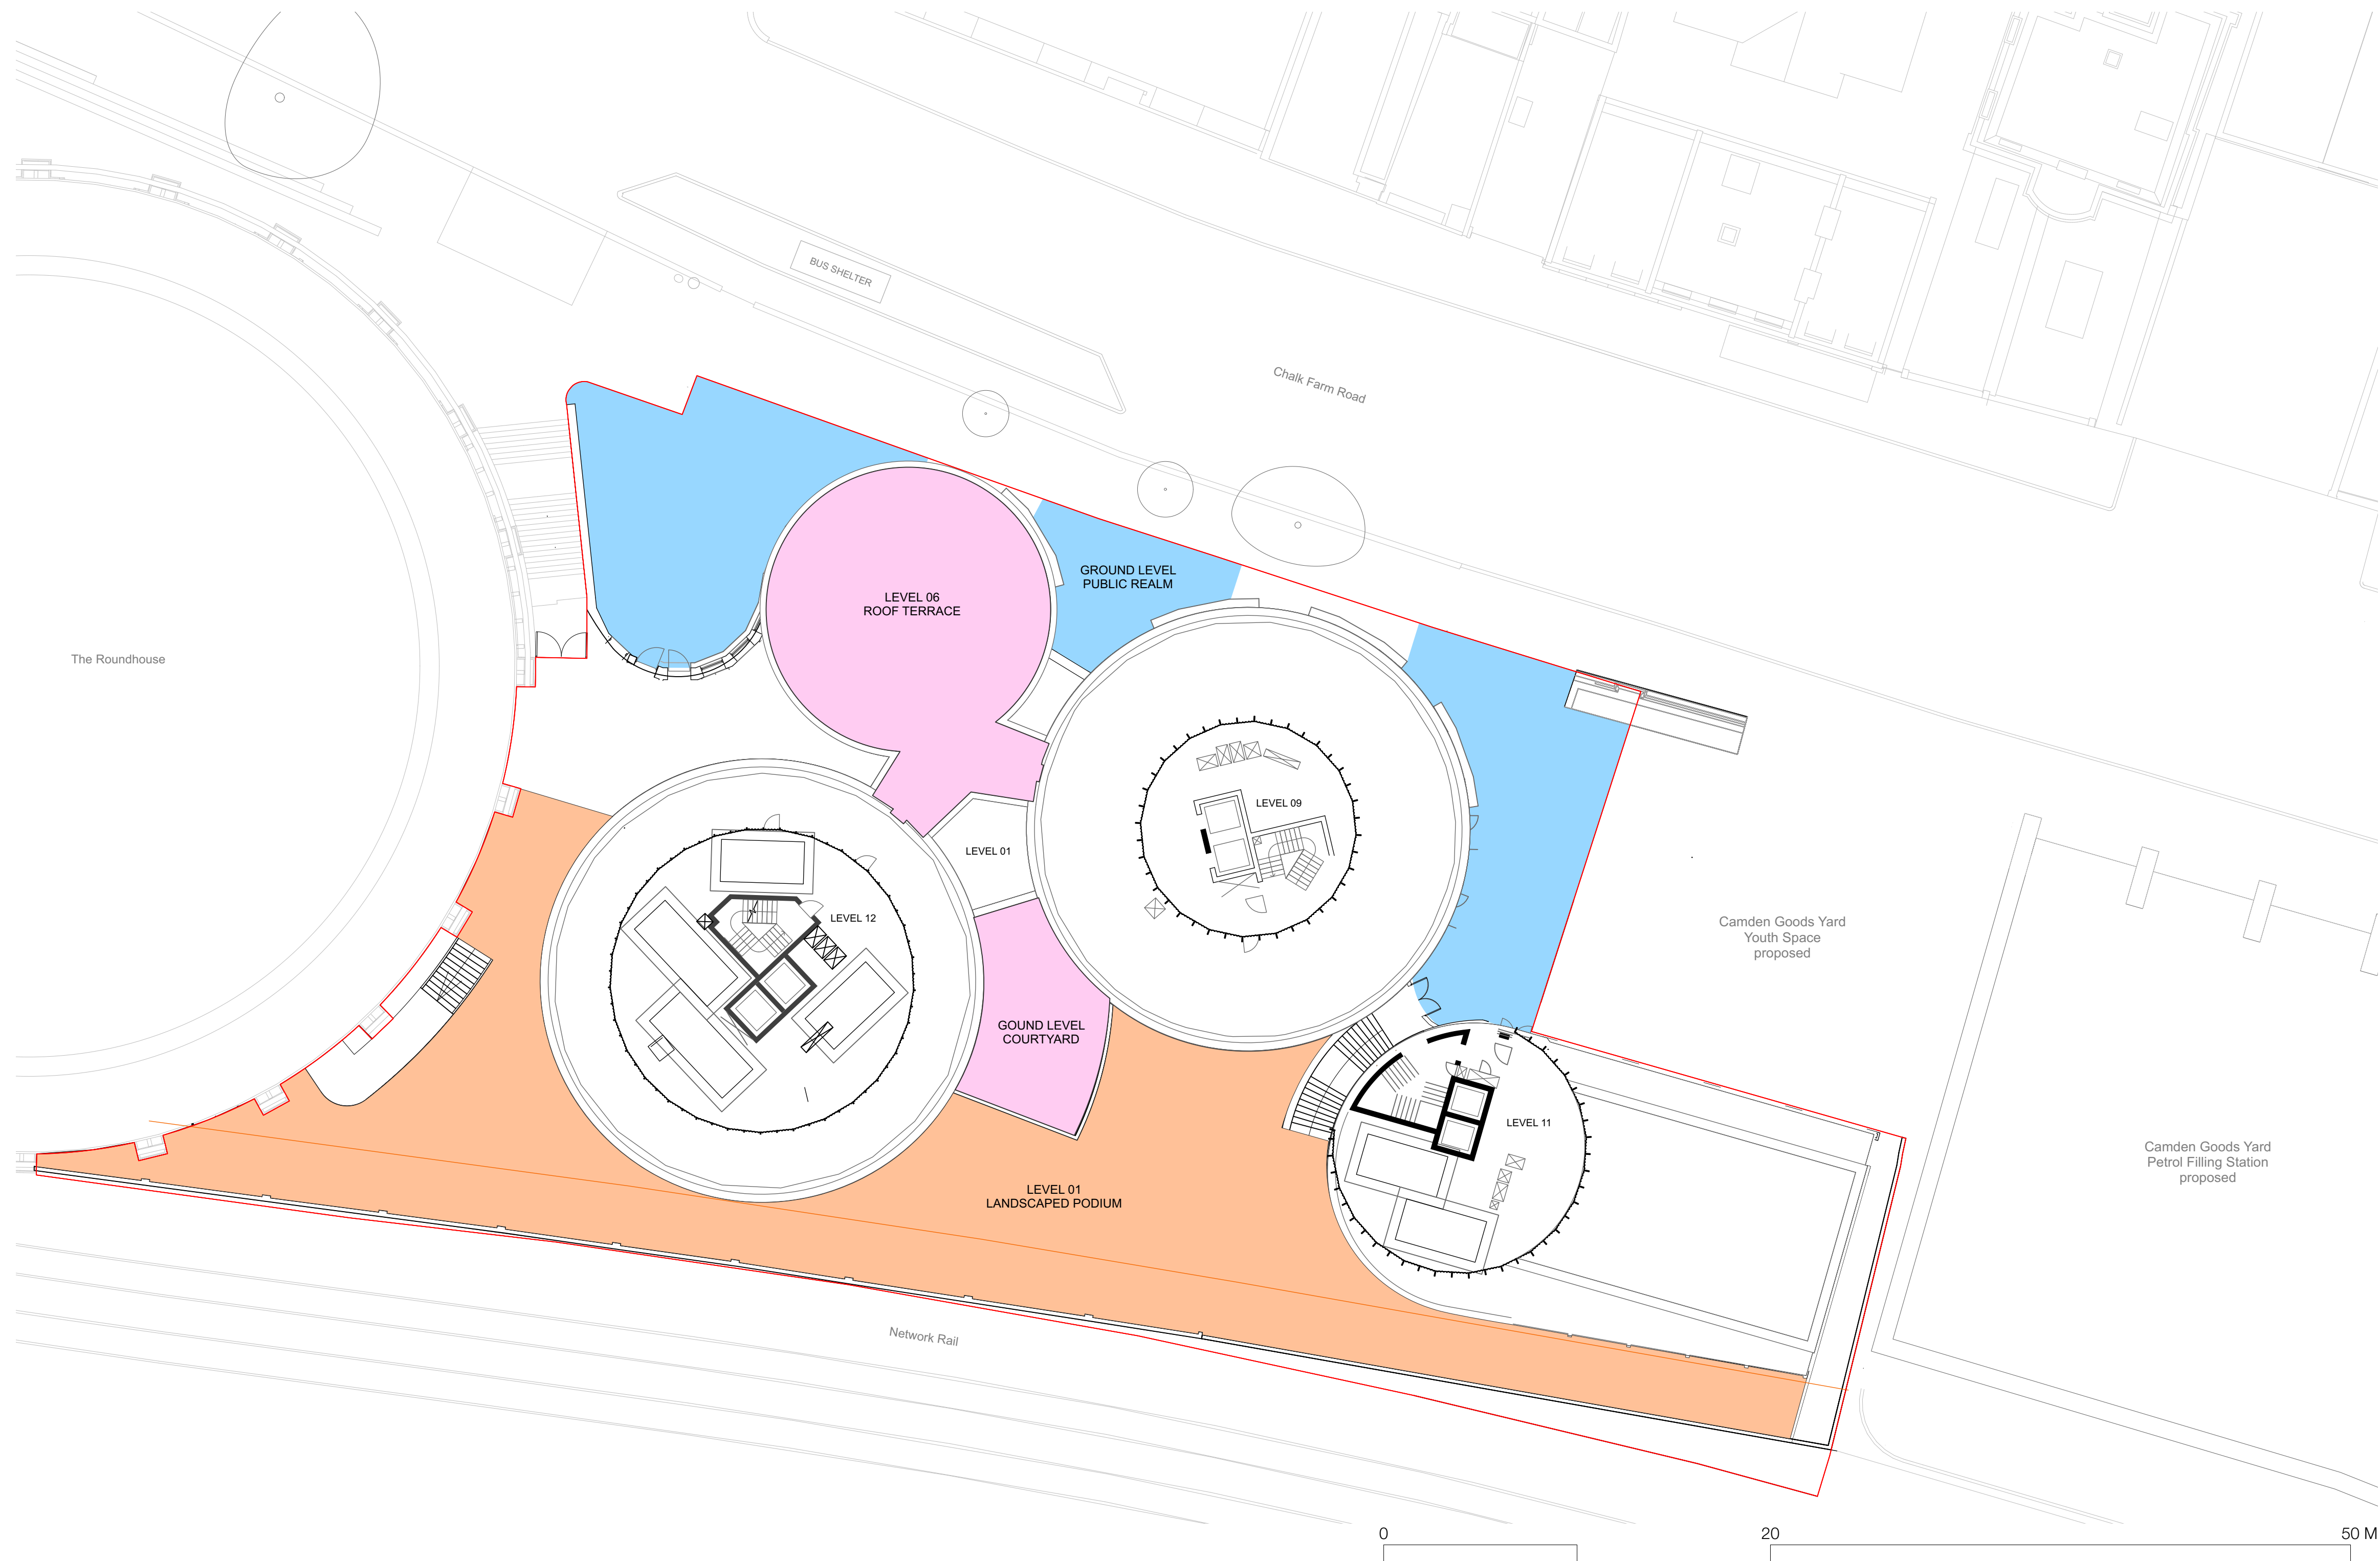 BUS SHELTER
Chalk Farm Road
GROUND LEVEL
PUBLIC REALM
LEVEL 06
ROOF TERRACE
The Roundhouse
LEVEL 09
LEVEL 01
LEVEL 12
Camden Goods Yard
Youth Space
proposed
GOUND LEVEL
COURTYARD
LEVEL 11
Camden Goods Yard
Petrol Filling Station
proposed
LEVEL 01
LANDSCAPED PODIUM
Network Rail
0 20 50 M